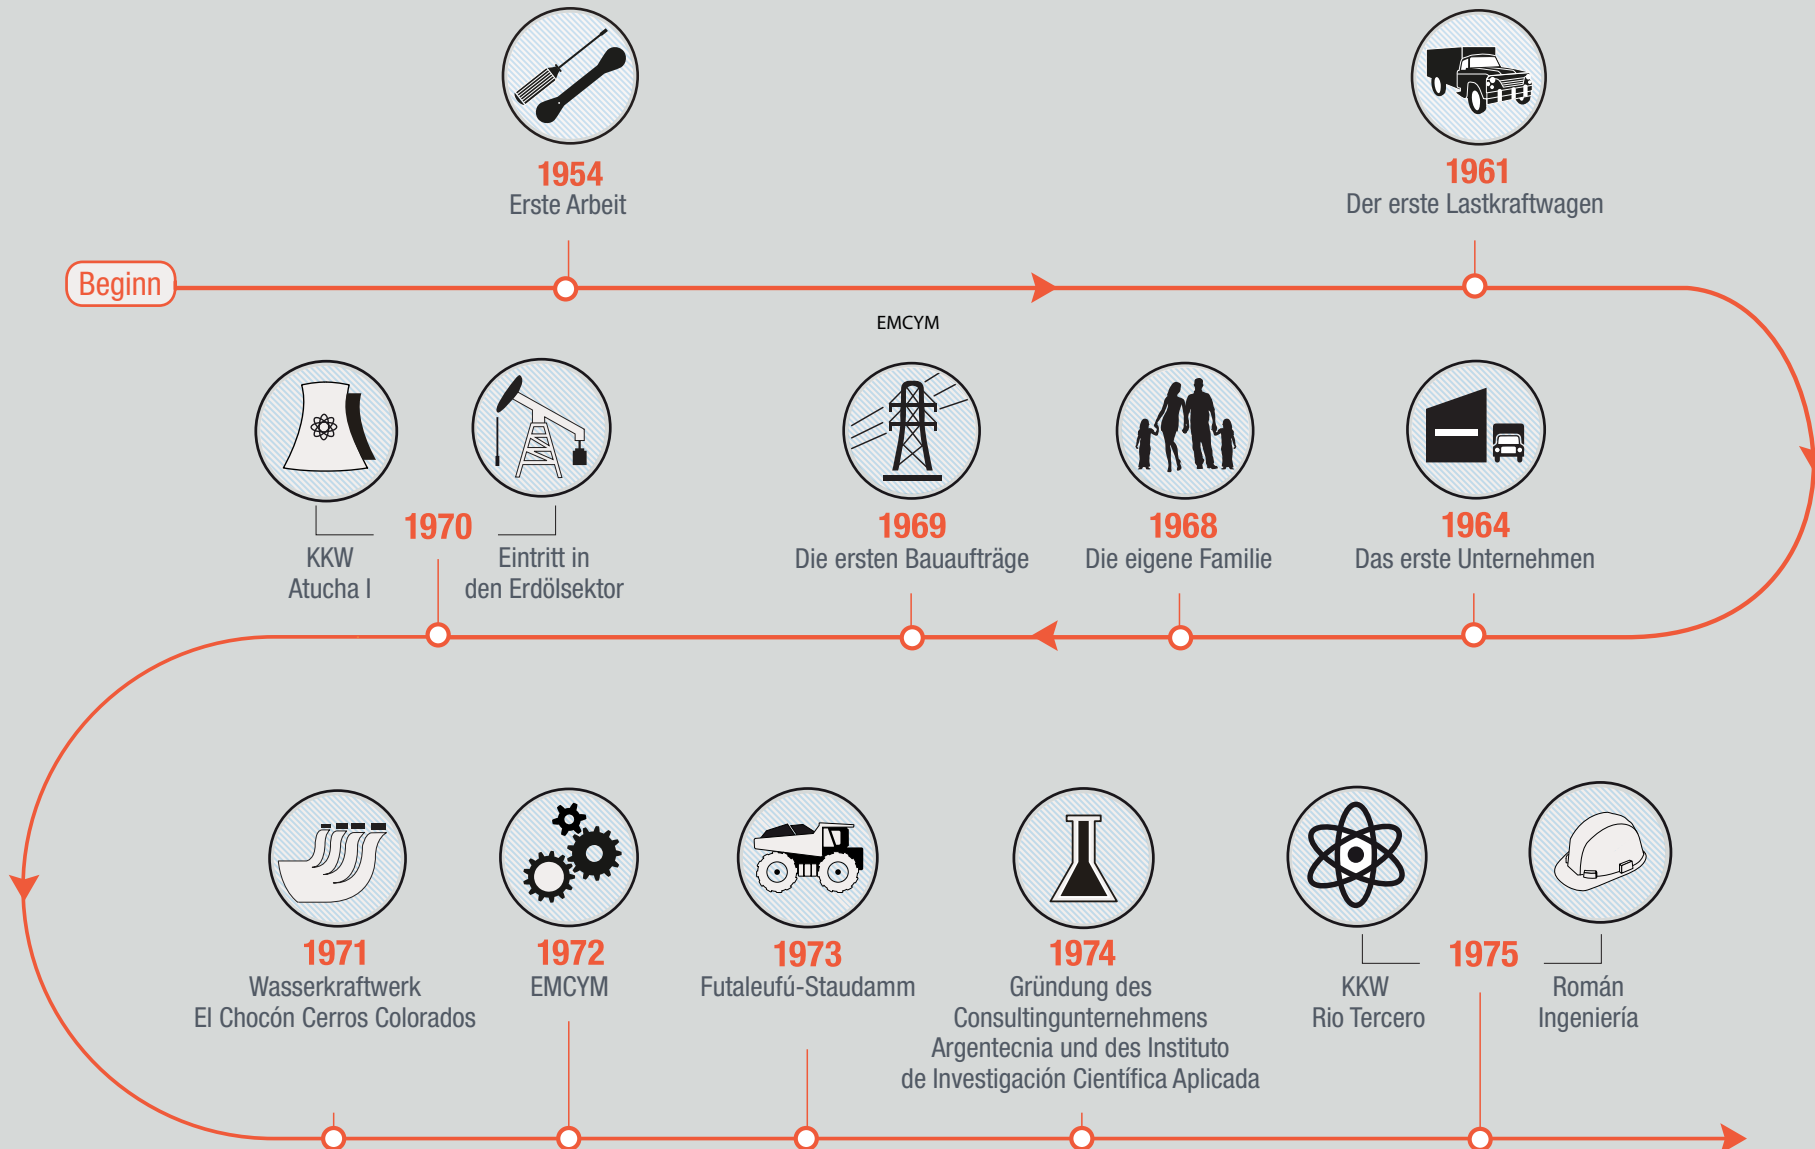 1954
Erste Arbeit
1961
Der erste Lastkraftwagen
Beginn
EMCYM
1970
KKW
Atucha I
Eintritt in
den Erdölsektor
1969
Die ersten Bauaufträge
1968
Die eigene Familie
1964
Das erste Unternehmen
1971
Wasserkraftwerk
El Chocón Cerros Colorados
1972
EMCYM
1973
Futaleufú-Staudamm
1974
Gründung des
Consultingunternehmens
Argentecnia und des Instituto
de Investigación Científica Aplicada
1975
KKW
Rio Tercero
Román
Ingeniería